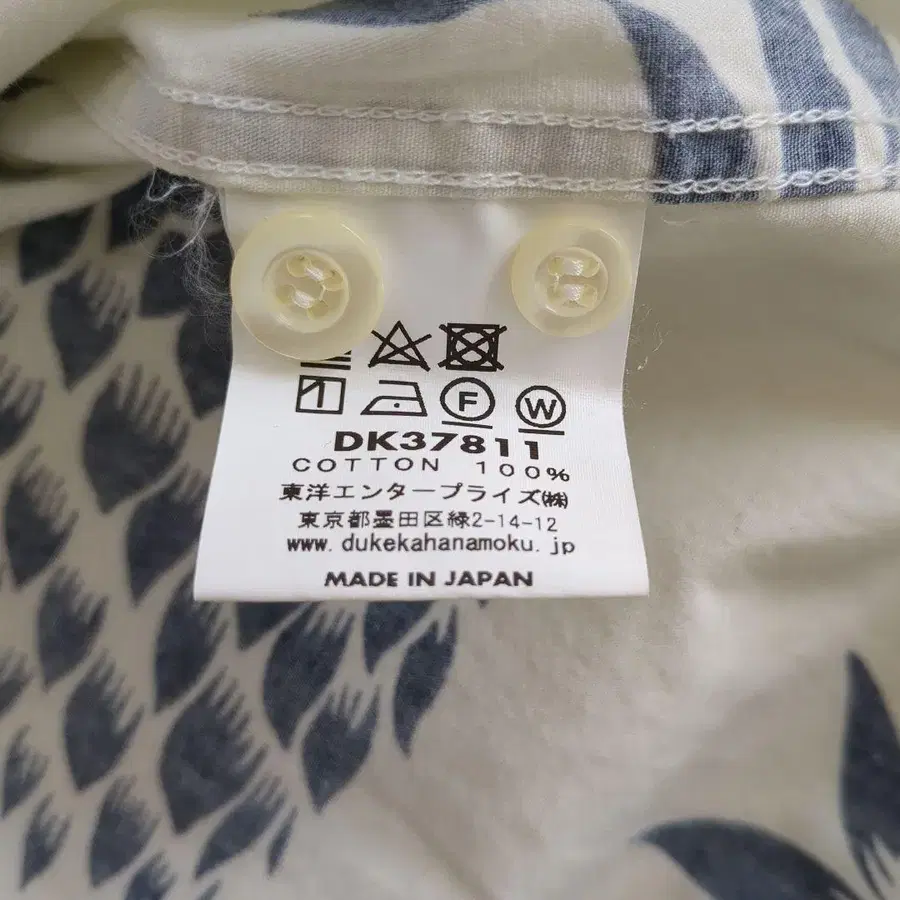 F W
DK37811
COTTON 100%
東洋エンタープライズ㈱
東京都墨田区緑2-14-12
www.dukekahanamoku.jp
MADE IN JAPAN